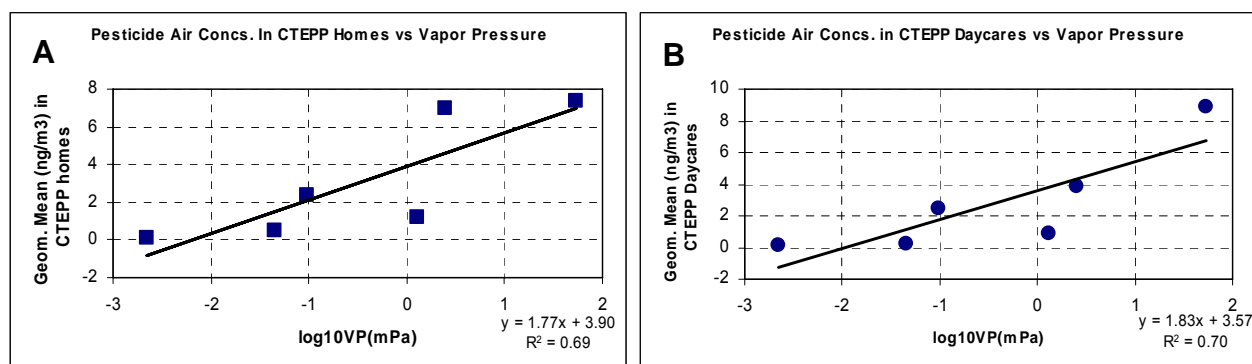 A
Pesticide Air Concs. In CTEPP Homes vs Vapor Pressure
Geom. Mean (ng/m3) in
CTEPP homes
8
6
4
2
0
-2
-3
-2
-1
0
1
2
log10VP(mPa)
y = 1.77x + 3.90
R² = 0.69
B
Pesticide Air Concs. in CTEPP Daycares vs Vapor Pressure
Geom. Mean (ng/m3) in
CTEPP Daycares
10
8
6
4
2
0
-2
-3
-2
-1
0
1
2
log10VP(mPa)
y = 1.83x + 3.57
R² = 0.70